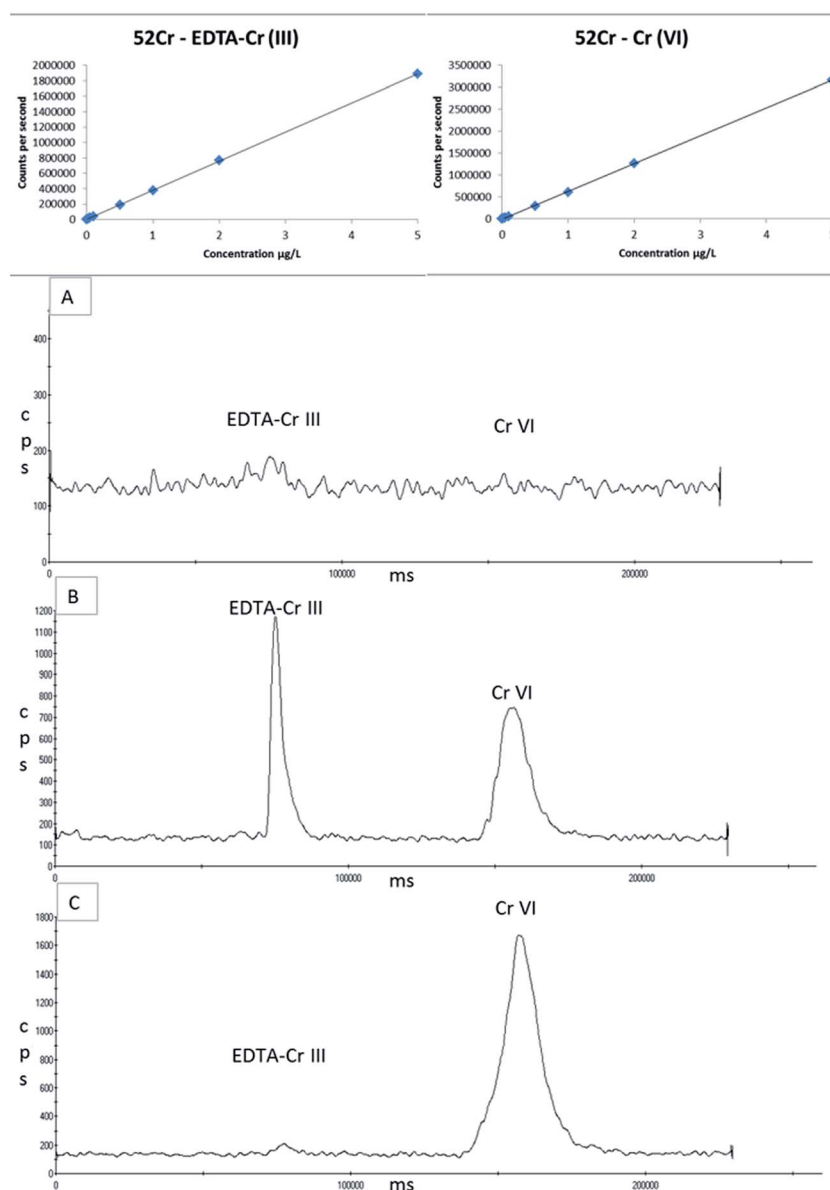 52Cr - EDTA-Cr (III)
2000000
1800000
1600000
1400000
1200000
1000000
800000
600000
400000
200000
0
Counts per second
0 1 2 3 4 5
Concentration µg/L
52Cr - Cr (VI)
3500000
3000000
2500000
2000000
1500000
1000000
500000
0
Counts per second
0 1 2 3 4 5
Concentration µg/L
A
400
300
200
100
0
cps
EDTA-Cr III
Cr VI
0 100000 200000
ms
B
1200
1100
1000
900
800
700
600
500
400
300
200
100
0
cps
EDTA-Cr III
Cr VI
0 100000 200000
ms
C
1800
1600
1400
1200
1000
800
600
400
200
0
cps
EDTA-Cr III
Cr VI
0 100000 200000
ms